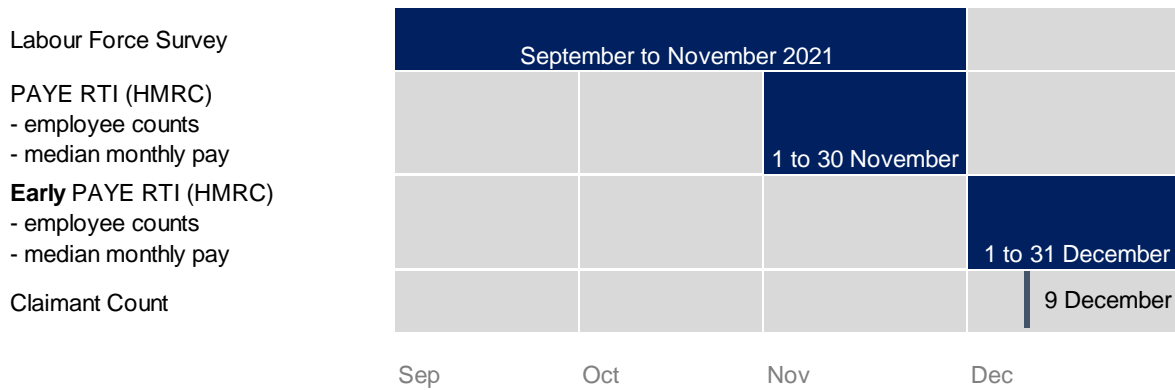 Labour Force Survey
September to November 2021
PAYE RTI (HMRC)
- employee counts
- median monthly pay
1 to 30 November
Early PAYE RTI (HMRC)
- employee counts
- median monthly pay
1 to 31 December
Claimant Count
9 December
Sep Oct Nov Dec